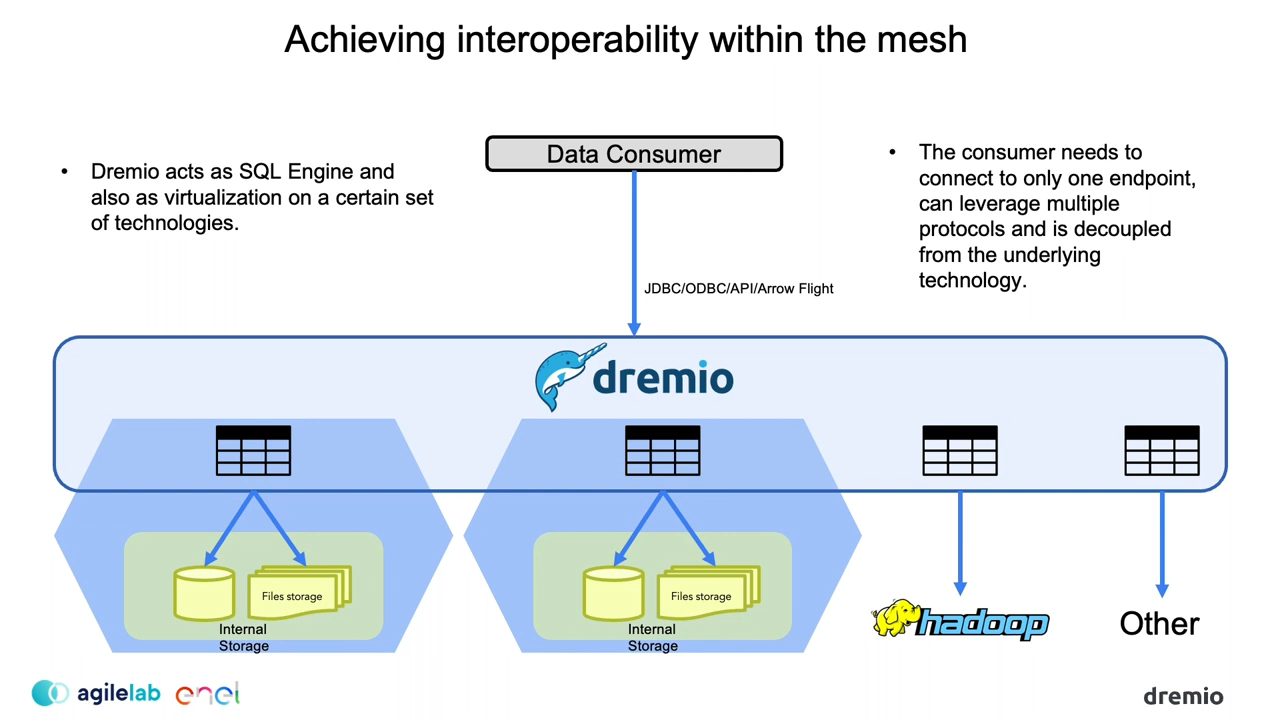 Achieving interoperability within the mesh
• Dremio acts as SQL Engine and
also as virtualization on a certain set
of technologies.
Data Consumer
• The consumer needs to
connect to only one endpoint,
can leverage multiple
protocols and is decoupled
from the underlying
technology.
JDBC/ODBC/API/Arrow Flight
dremio
Files storage
Internal
Storage
Files storage
Internal
Storage
hadoop
Other
agilelab
enel
dremio